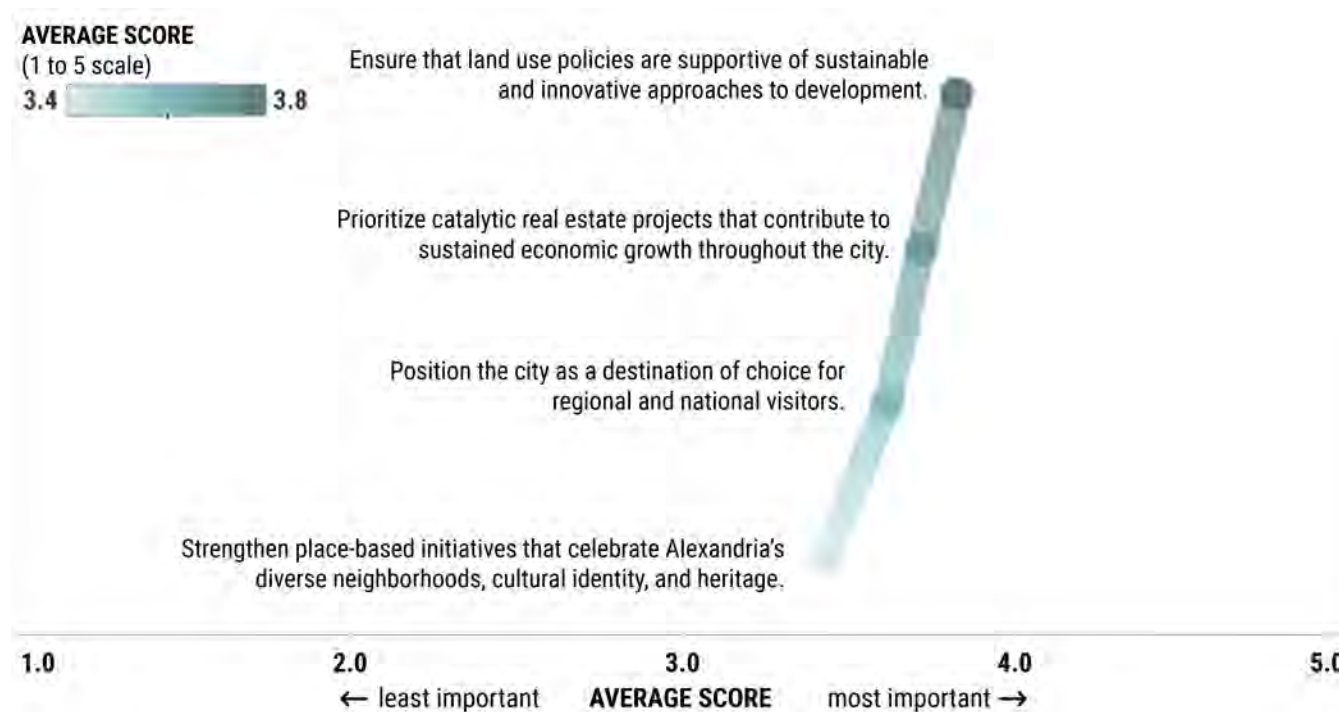 AVERAGE SCORE
(1 to 5 scale)
3.4 3.8
Ensure that land use policies are supportive of sustainable
and innovative approaches to development.
Prioritize catalytic real estate projects that contribute to
sustained economic growth throughout the city.
Position the city as a destination of choice for
regional and national visitors.
Strengthen place-based initiatives that celebrate Alexandria's
diverse neighborhoods, cultural identity, and heritage.
1.0 2.0 3.0 4.0 5.0
← least important AVERAGE SCORE most important →